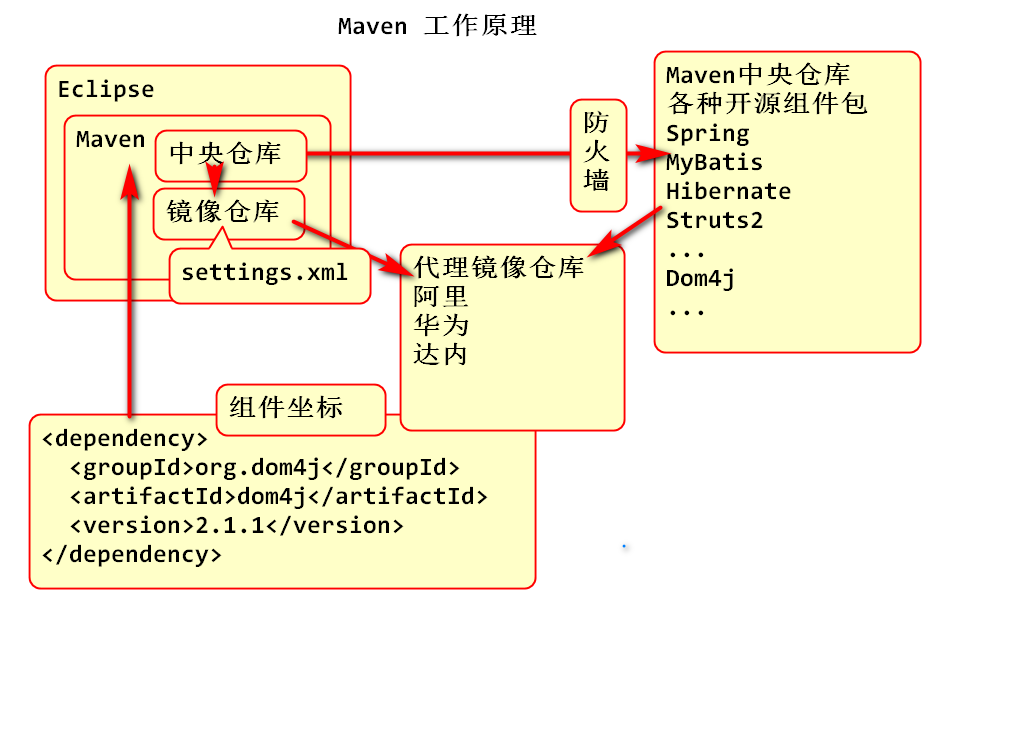 Maven 工作原理
Eclipse
Maven
中央仓库
镜像仓库
settings.xml
防
火
墙
Maven中央仓库
各种开源组件包
Spring
MyBatis
Hibernate
Struts2
...
Dom4j
...
代理镜像仓库
阿里
华为
达内
组件坐标
<dependency>
  <groupId>org.dom4j</groupId>
  <artifactId>dom4j</artifactId>
  <version>2.1.1</version>
</dependency>